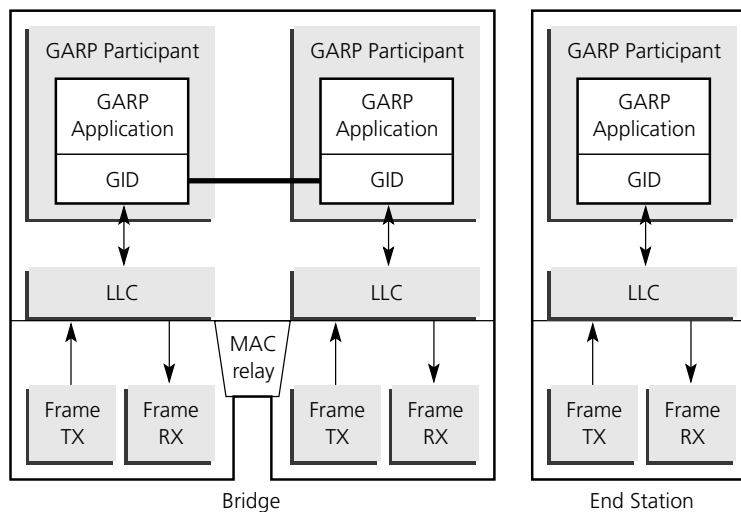 GARP Participant
GARP
Application
GID
LLC
Frame
TX
Frame
RX
MAC
relay
GARP Participant
GARP
Application
GID
LLC
Frame
TX
Frame
RX
Bridge
GARP Participant
GARP
Application
GID
LLC
Frame
TX
Frame
RX
End Station